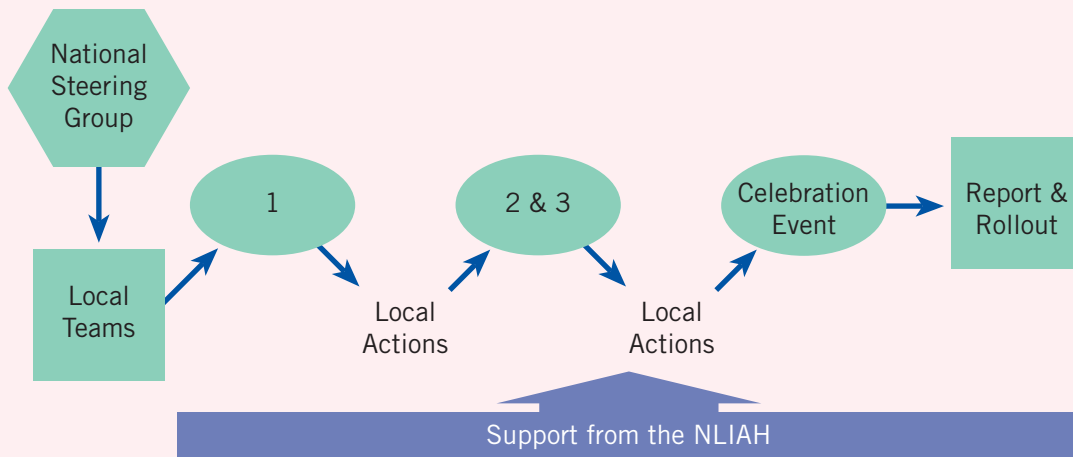 National
Steering
Group
Local
Teams
1
Local
Actions
2 & 3
Local
Actions
Celebration
Event
Report &
Rollout
Support from the NLIAH